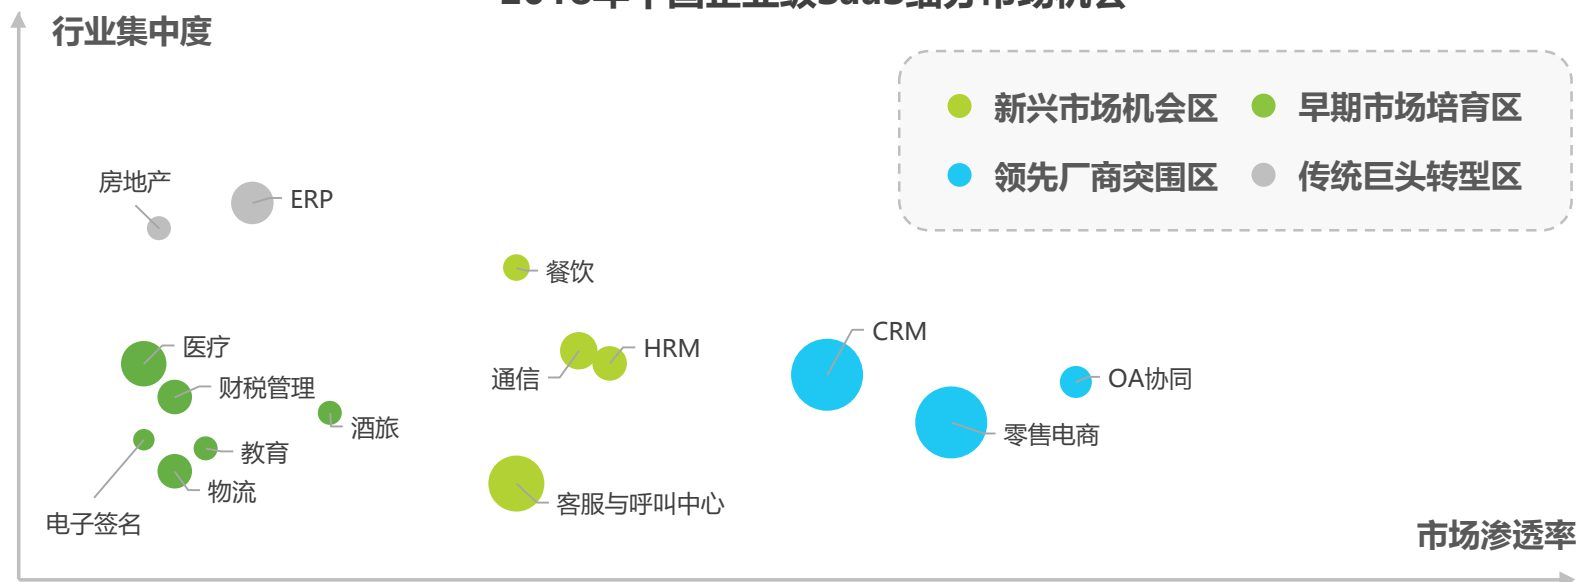 行业集中度
新兴市场机会区
早期市场培育区
领先厂商突围区
传统巨头转型区
房地产
ERP
餐饮
医疗
HRM
CRM
通信
财税管理
OA协同
酒旅
零售电商
教育
物流
客服与呼叫中心
电子签名
市场渗透率